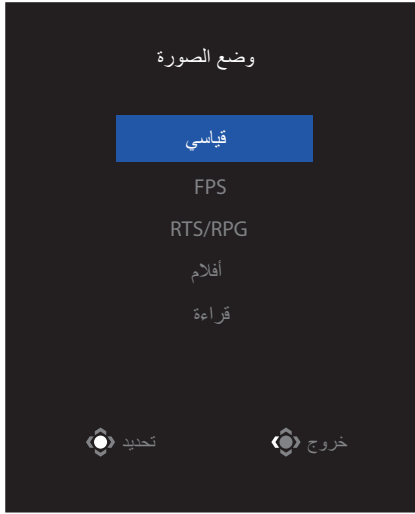 وضع الصورة
قياسي
FPS
RTS/RPG
أفلام
قراءة
خروج تحديد